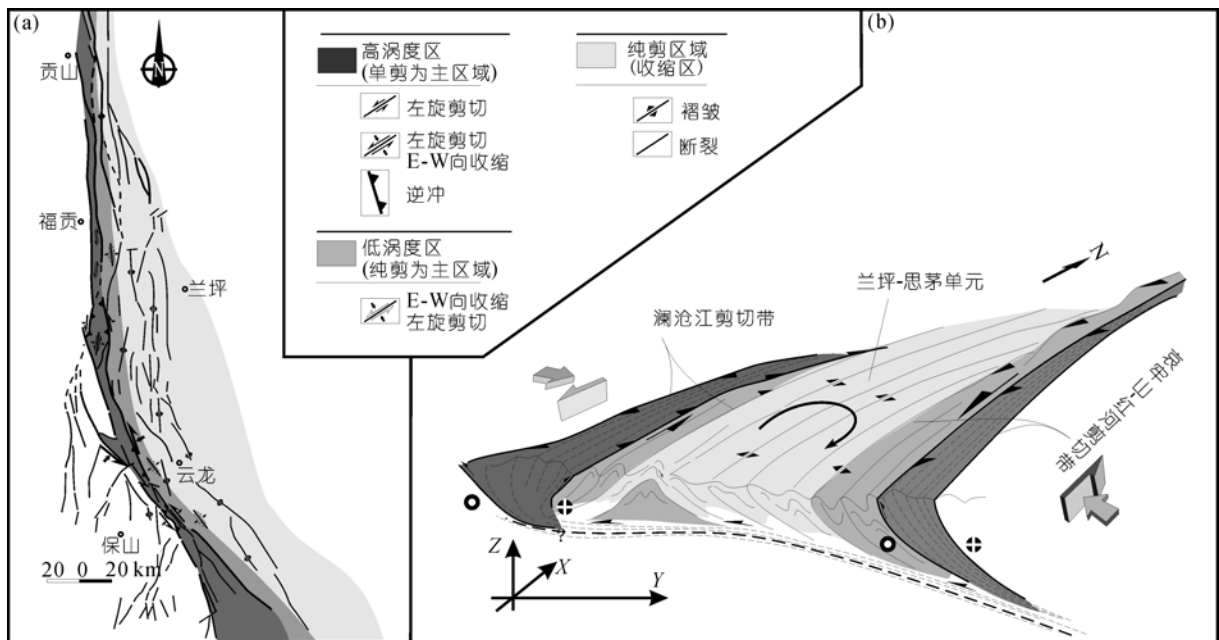 (a)
N
贡山
福贡
兰坪
云龙
保山
20 0 20 km
高涡度区
(单剪为主区域)
左旋剪切
左旋剪切
E-W向收缩
逆冲
低涡度区
(纯剪为主区域)
E-W向收缩
左旋剪切
纯剪区域
(收缩区)
褶皱
断裂
(b)
N
兰坪-思茅单元
澜沧江剪切带
哀牢山-红河剪切带
?
Z
X
Y